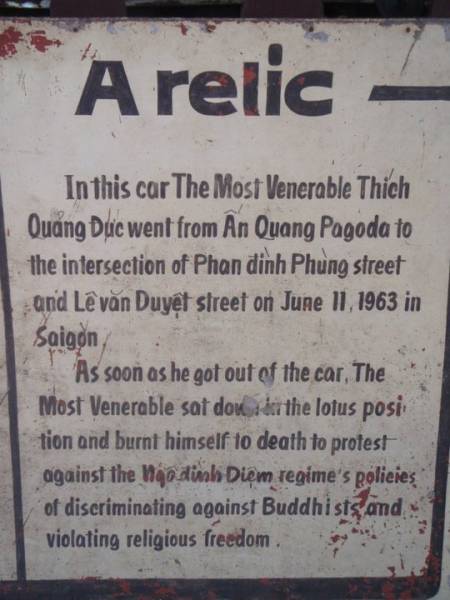 A relic —
In this car The Most Venerable Thích
Quảng Đức went from Ấn Quang Pagoda to
the intersection of Phan đình Phùng street
and Lê văn Duyệt street on June 11, 1963 in
Saigon
As soon as he got out of the car, The
Most Venerable sat down in the lotus posi-
tion and burnt himself to death to protest
against the Ngô đình Diệm regime's policies
of discriminating against Buddhists and
violating religious freedom.